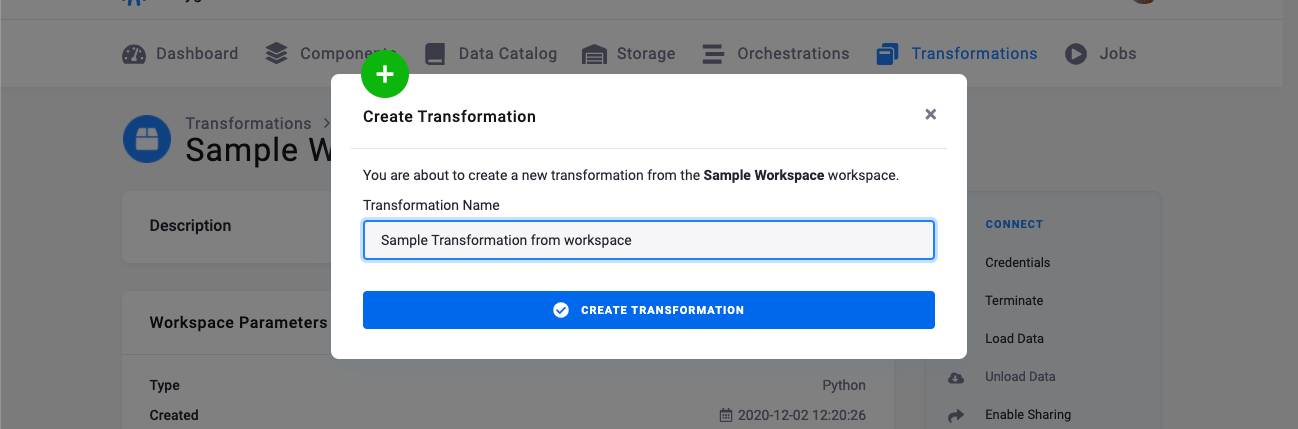 Dashboard Components Data Catalog Storage Orchestrations Transformations Jobs
Create Transformation
Transformations >
Sample W
You are about to create a new transformation from the Sample Workspace workspace.
Transformation Name
Description
CONNECT
Sample Transformation from workspace
Credentials
Terminate
CREATE TRANSFORMATION
Workspace Parameters
Load Data
Unload Data
Type Python
Created 2020-12-02 12:20:26
Enable Sharing